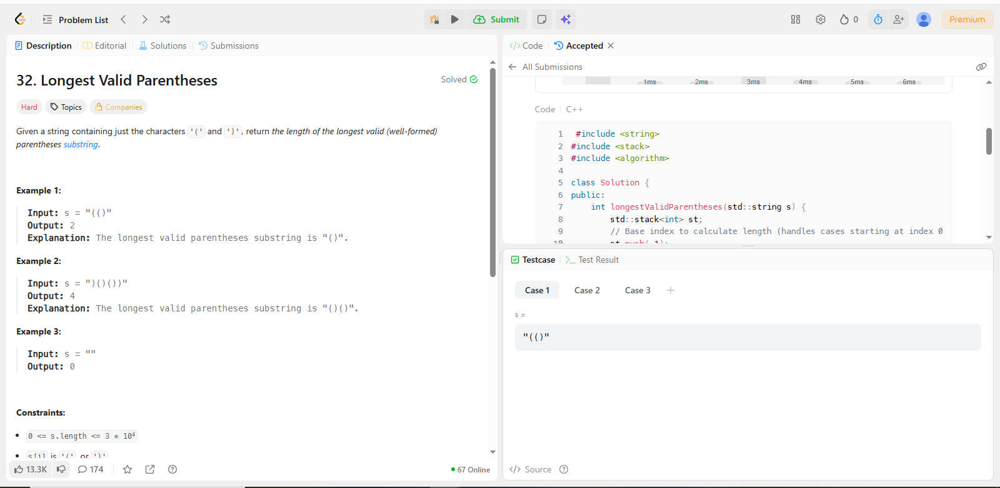 Problem List
Submit
0
Premium
Description
Editorial
Solutions
Submissions
32. Longest Valid Parentheses
Solved
Hard
Topics
Companies
Given a string containing just the characters '(' and ')', return the length of the longest valid (well-formed)
parentheses substring.
Example 1:
Input: s = "(()"
Output: 2
Explanation: The longest valid parentheses substring is "()".
Example 2:
Input: s = ")()())"
Output: 4
Explanation: The longest valid parentheses substring is "()()".
Example 3:
Input: s = ""
Output: 0
Constraints:
0 <= s.length <= 3 * 10⁴
s[i] is '(' or ')'
13.3K
174
67 Online
Code
Accepted
All Submissions
1ms 2ms 3ms 4ms 5ms 6ms
Code
C++
1 #include <string>
2 #include <stack>
3 #include <algorithm>
4
5 class Solution {
6 public:
7 int longestValidParentheses(std::string s) {
8 std::stack<int> st;
9 // Base index to calculate length (handles cases starting at index 0
10 st.push(-1);
Testcase
Test Result
Case 1
Case 2
Case 3
s =
"(()"
Source